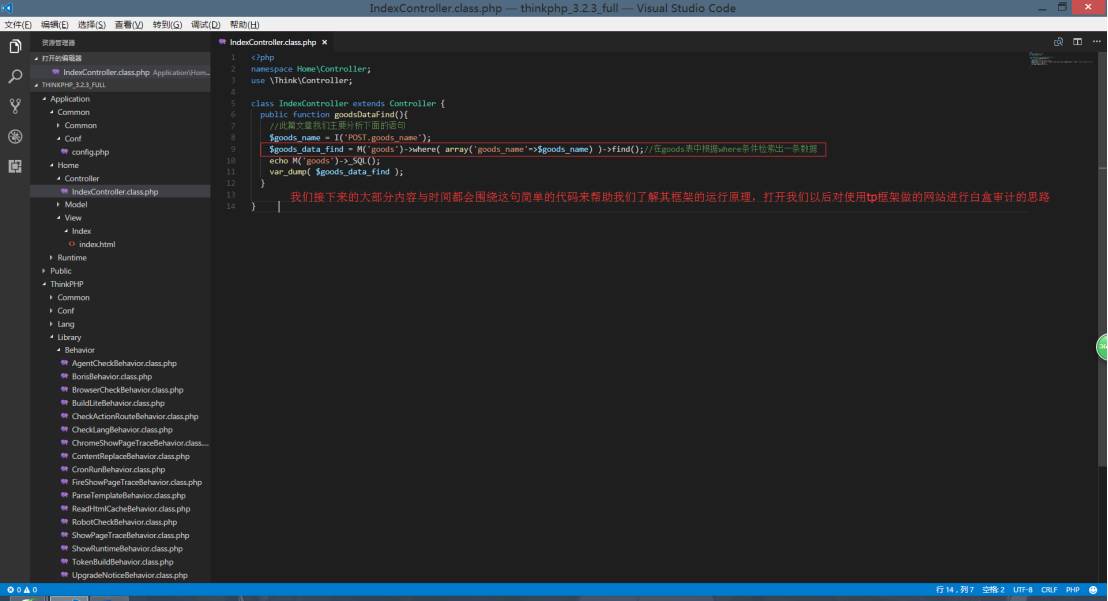 IndexController.class.php — thinkphp_3.2.3_full — Visual Studio Code
文件(F) 编辑(E) 选择(S) 查看(V) 转到(G) 调试(D) 帮助(H)
资源管理器
打开的编辑器
IndexController.class.php Application\Hom...
THINKPHP_3.2.3_FULL
Application
Common
Common
Conf
config.php
Home
Controller
IndexController.class.php
Model
View
Index
index.html
Runtime
Public
ThinkPHP
Common
Conf
Lang
Library
Behavior
AgentCheckBehavior.class.php
BorisBehavior.class.php
BrowserCheckBehavior.class.php
BuildLiteBehavior.class.php
CheckActionRouteBehavior.class.php
CheckLangBehavior.class.php
ChromeShowPageTraceBehavior.class....
ContentReplaceBehavior.class.php
CronRunBehavior.class.php
FireShowPageTraceBehavior.class.php
ParseTemplateBehavior.class.php
ReadHtmlCacheBehavior.class.php
RobotCheckBehavior.class.php
ShowPageTraceBehavior.class.php
ShowRuntimeBehavior.class.php
TokenBuildBehavior.class.php
UpgradeNoticeBehavior.class.php
IndexController.class.php ×
1 <?php
2 namespace Home\Controller;
3 use \Think\Controller;
4
5 class IndexController extends Controller {
6 public function goodsDataFind(){
7 //此篇文章我们主要分析下面的语句
8 $goods_name = I('POST.goods_name');
9 $goods_data_find = M('goods')->where( array('goods_name'=>$goods_name) )->find();//在goods表中根据where条件检索出一条数据
10 echo M('goods')->_SQL();
11 var_dump( $goods_data_find );
12 }
13 我们接下来的大部分内容与时间都会围绕这句简单的代码来帮助我们了解其框架的运行原理，打开我们以后对使用tp框架做的网站进行白盒审计的思路
14 }
0 0
行 14，列 7 空格: 2 UTF-8 CRLF PHP